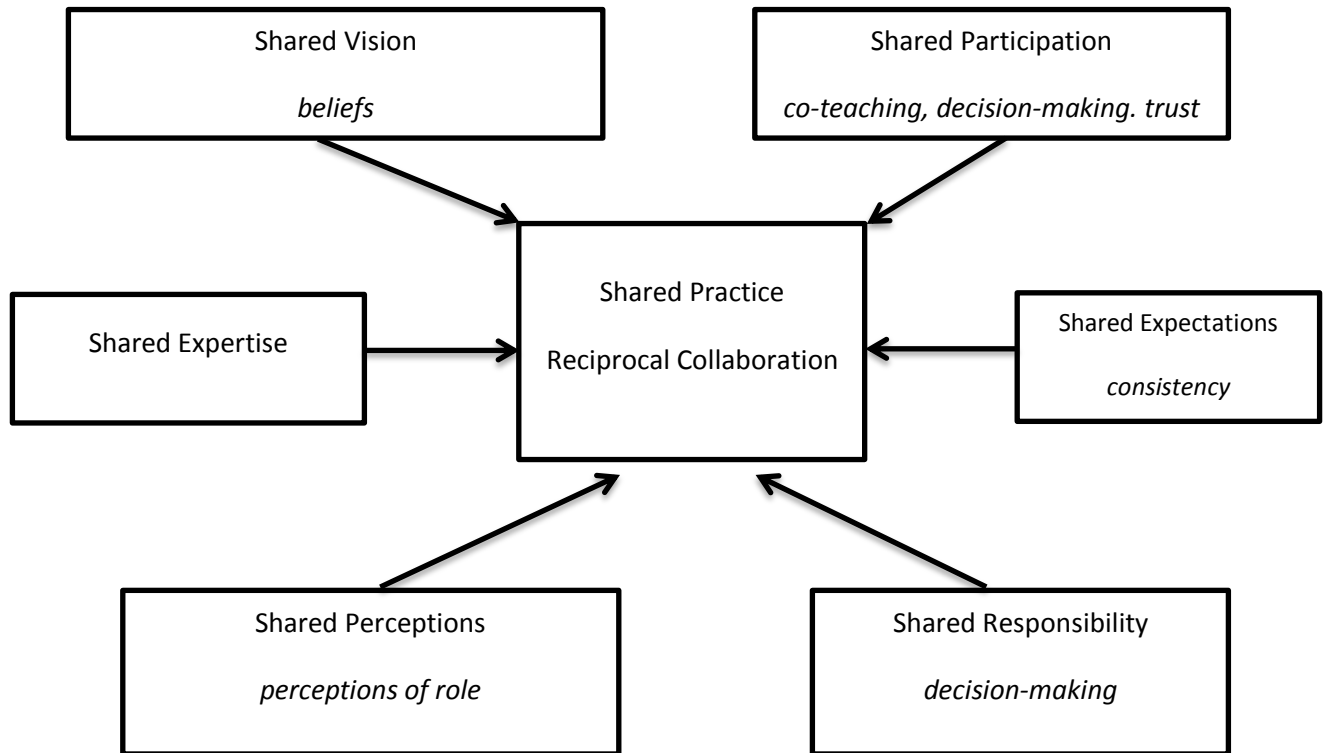 Shared Vision
beliefs
Shared Participation
co-teaching, decision-making. trust
Shared Practice
Reciprocal Collaboration
Shared Expertise
Shared Expectations
consistency
Shared Perceptions
perceptions of role
Shared Responsibility
decision-making